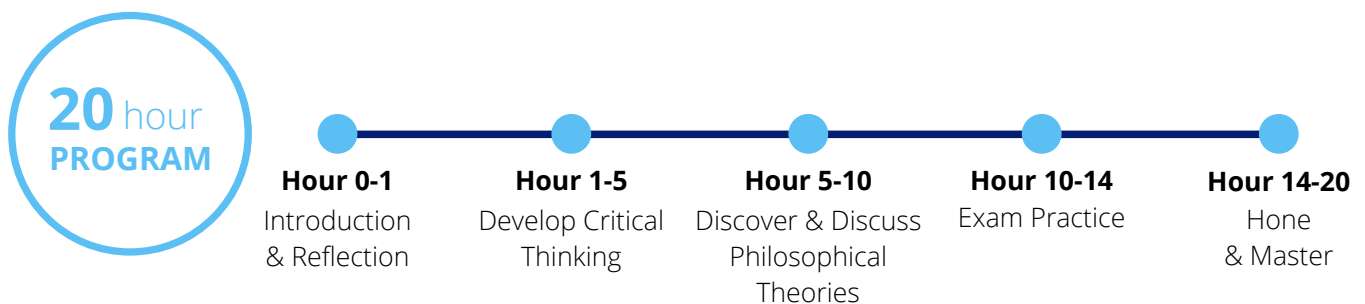 20 hour
PROGRAM
Hour 0-1
Introduction
& Reflection
Hour 1-5
Develop Critical
Thinking
Hour 5-10
Discover & Discuss
Philosophical
Theories
Hour 10-14
Exam Practice
Hour 14-20
Hone
& Master